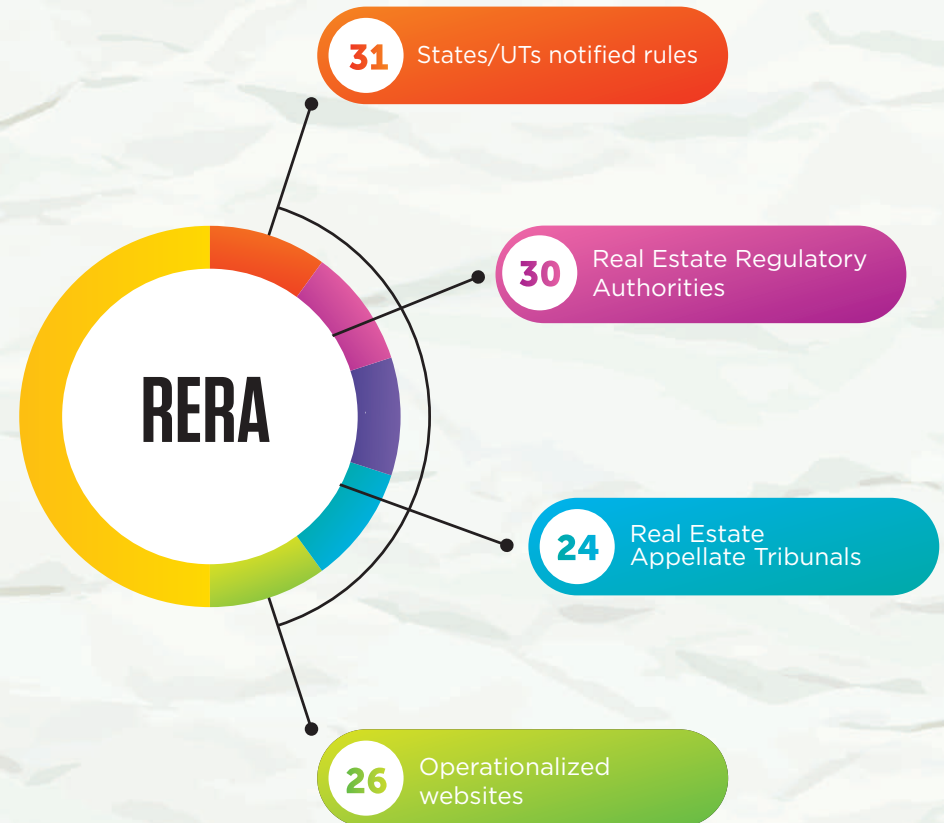 31
States/UTs notified rules
30
Real Estate Regulatory
Authorities
RERA
24
Real Estate
Appellate Tribunals
26
Operationalized
websites